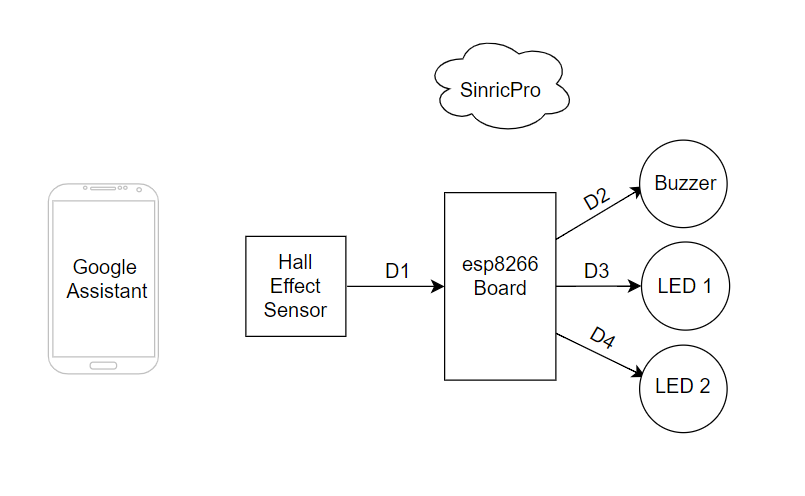 SinricPro
Google
Assistant
Hall
Effect
Sensor
D1
esp8266
Board
D2
Buzzer
D3
LED 1
D4
LED 2